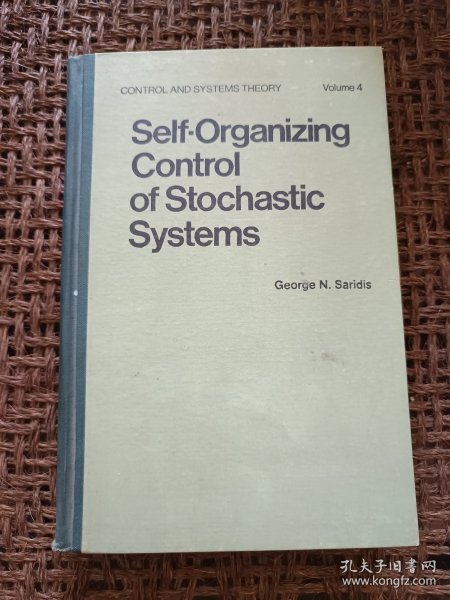 CONTROL AND SYSTEMS THEORY Volume 4
Self-Organizing
Control
of Stochastic
Systems
George N. Saridis
孔夫子旧书网
www.kongfz.com